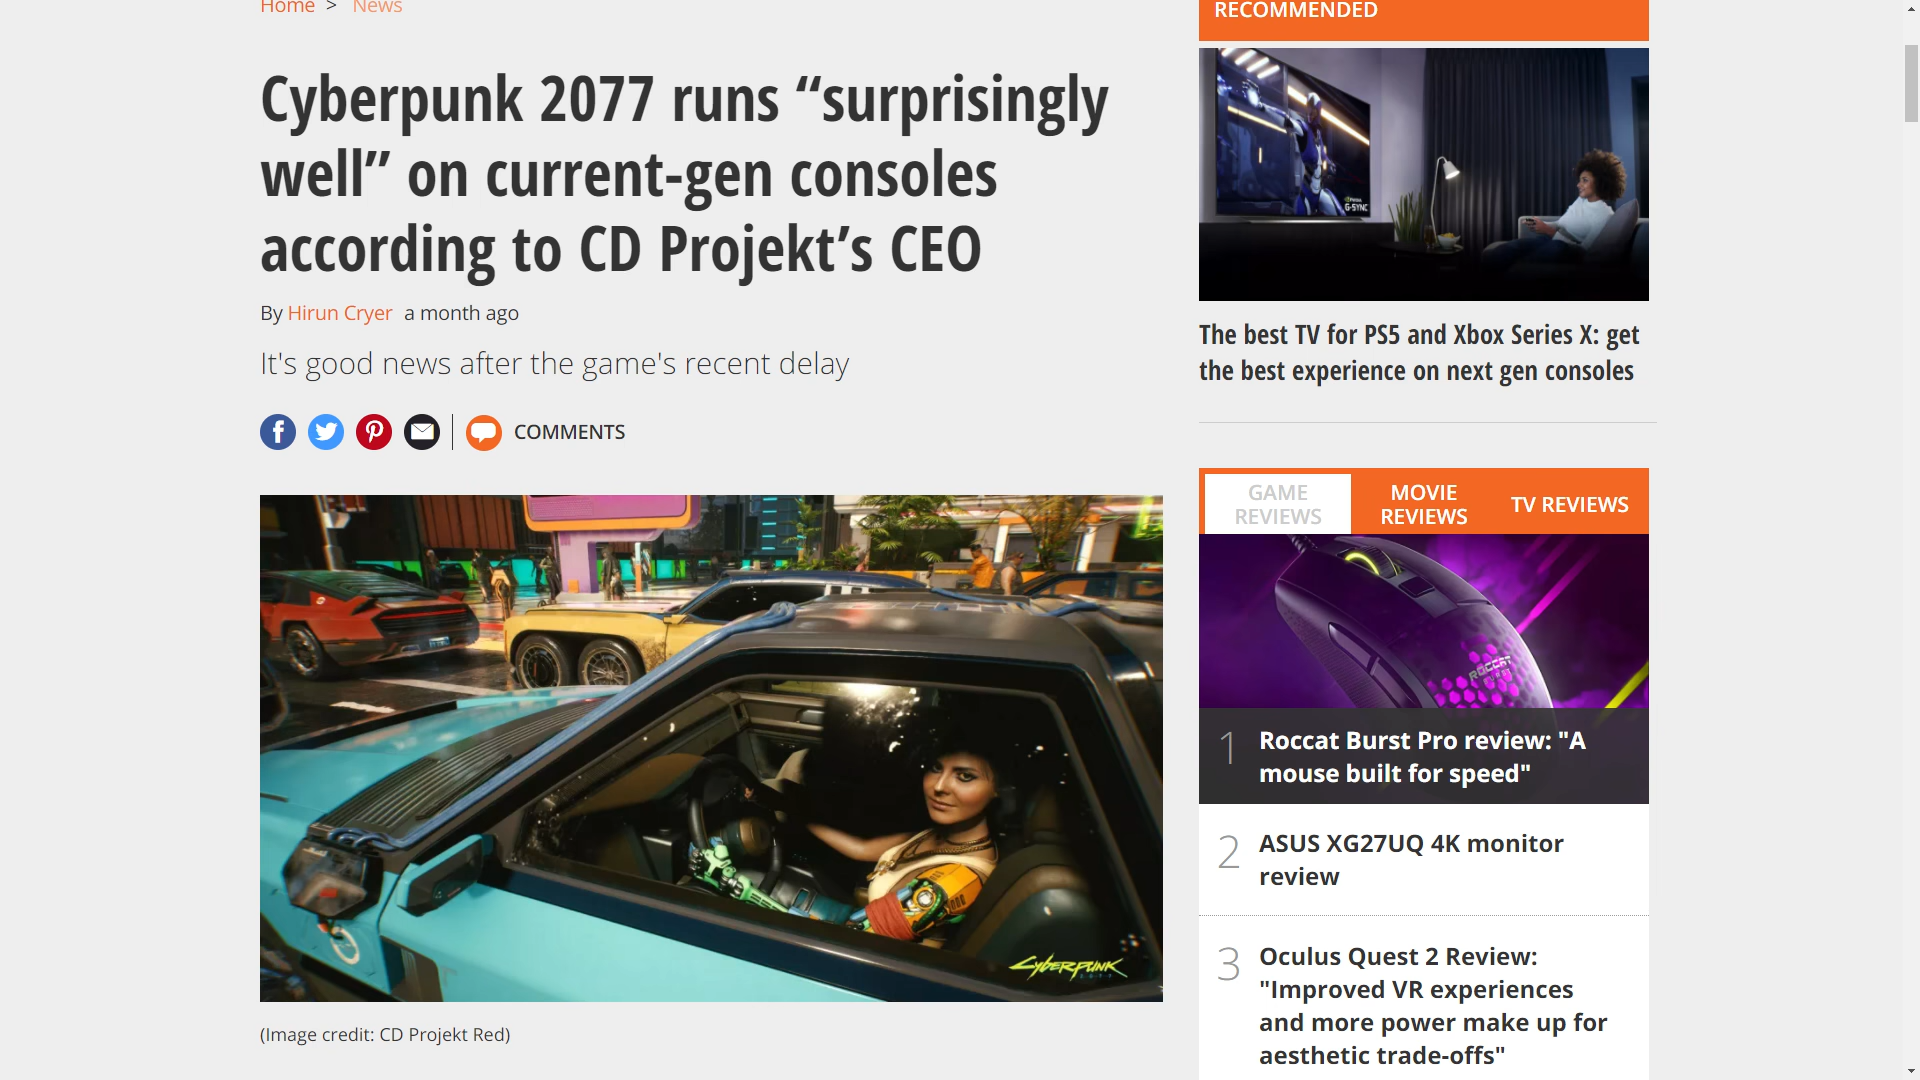 Home > News
Cyberpunk 2077 runs “surprisingly
well” on current-gen consoles
according to CD Projekt’s CEO
By Hirun Cryer a month ago
It's good news after the game's recent delay
COMMENTS
CYBERPUNK
(Image credit: CD Projekt Red)
RECOMMENDED
G-SYNC
The best TV for PS5 and Xbox Series X: get
the best experience on next gen consoles
GAME
REVIEWS
MOVIE
REVIEWS
TV REVIEWS
ROCCAT
1 Roccat Burst Pro review: "A
mouse built for speed"
2 ASUS XG27UQ 4K monitor
review
3 Oculus Quest 2 Review:
"Improved VR experiences
and more power make up for
aesthetic trade-offs"